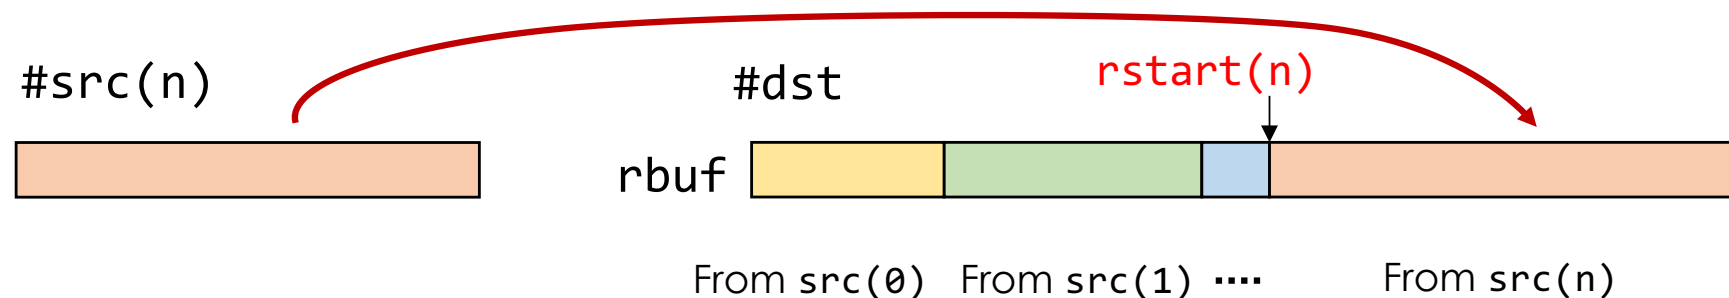 #src(n)
#dst
rstart(n)
rbuf
From src(0)
From src(1)
····
From src(n)